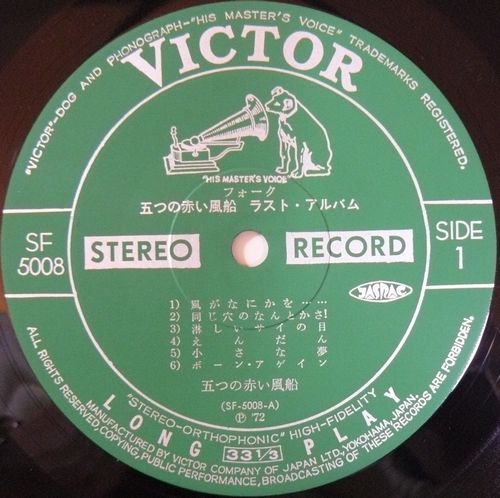 "VICTOR"-DOG AND PHONOGRAPH-"HIS MASTER'S VOICE" TRADEMARKS REGISTERED.
VICTOR
"HIS MASTER'S VOICE"
フォーク
五つの赤い風船 ラスト・アルバム
SF
5008
STEREO
RECORD
SIDE
1
JASRAC
1) 風がなにかを……
2) 同じ穴のなんとかさ!
3) 淋しいサイの目
4) えんだん
5) 小さな夢
6) ボーン・アゲイン
五つの赤い風船
(SF-5008-A)
Ⓟ '72
"STEREO-ORTHOPHONIC" HIGH-FIDELITY
LONG 33 1/3 PLAY
MANUFACTURED BY VICTOR COMPANY OF JAPAN LTD., YOKOHAMA, JAPAN.
ALL RIGHTS RESERVED, COPYING, PUBLIC PERFORMANCE, BROADCASTING OF THESE RECORDS ARE FORBIDDEN.